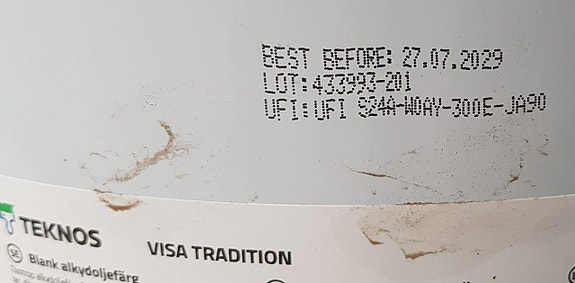 BEST BEFORE: 27.07.2029
LOT:433993-201
UFI:UFI S24A-W0AY-300E-JA90
TEKNOS
VISA TRADITION
SE Blank alkydoljefärg